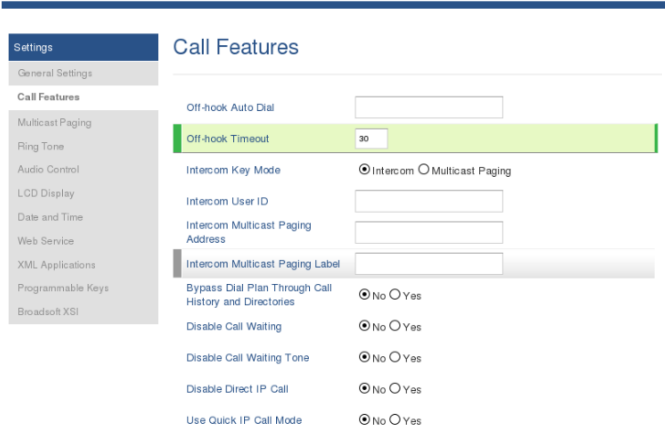 Settings
General Settings
Call Features
Multicast Paging
Ring Tone
Audio Control
LCD Display
Date and Time
Web Service
XML Applications
Programmable Keys
Broadsoft XSI
Call Features
Off-hook Auto Dial
Off-hook Timeout 30
Intercom Key Mode Intercom Multicast Paging
Intercom User ID
Intercom Multicast Paging
Address
Intercom Multicast Paging Label
Bypass Dial Plan Through Call
History and Directories No Yes
Disable Call Waiting No Yes
Disable Call Waiting Tone No Yes
Disable Direct IP Call No Yes
Use Quick IP Call Mode No Yes